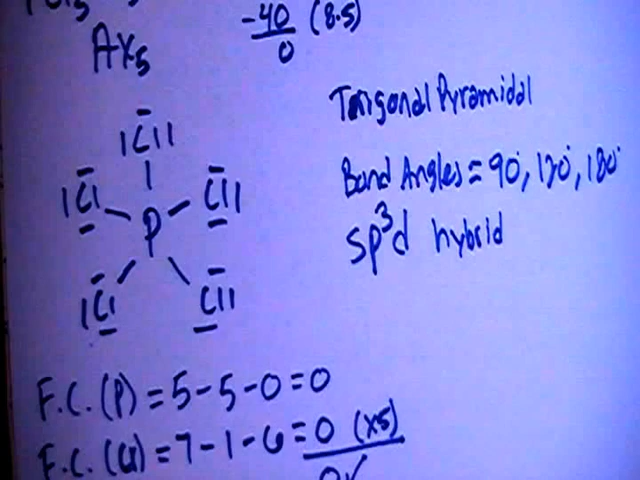 -40 (8·5)
0
AX5
Trigonal Pyramidal
Bond Angles = 90°, 120°, 180°
sp³d hybrid
|Cl|
|Cl Cl|
P
|Cl Cl|
F.C. (P) = 5 - 5 - 0 = 0
F.C. (Cl) = 7 - 1 - 6 = 0 (x5)
0✓